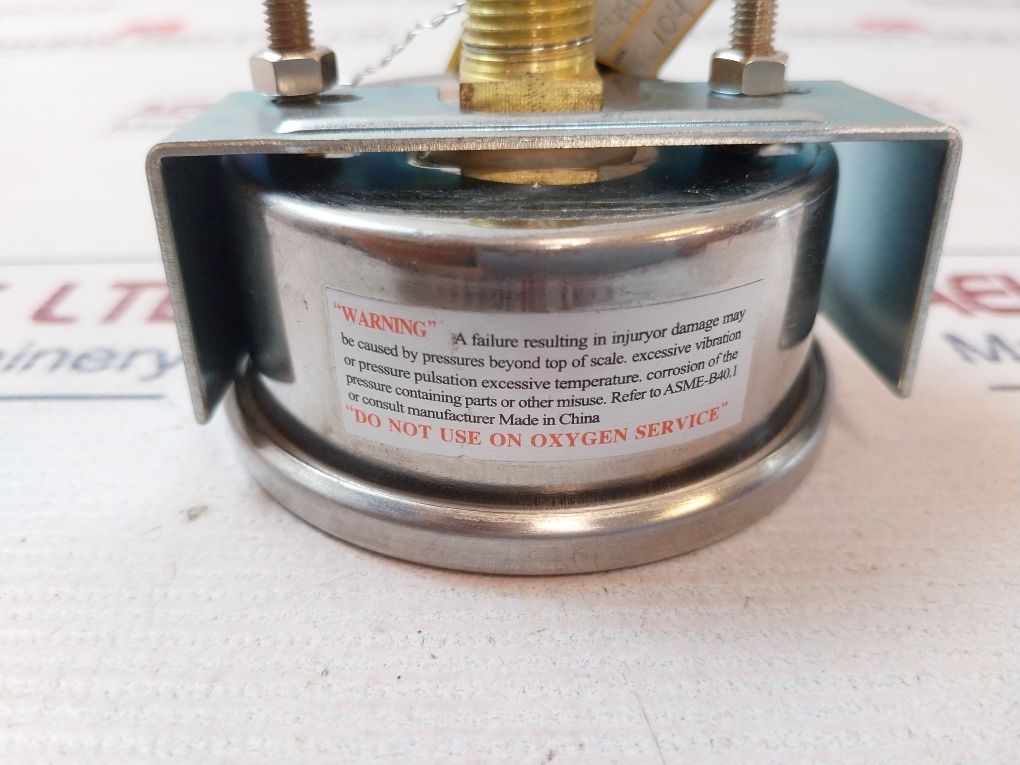 104
LT
“WARNING” A failure resulting in injuryor damage may
be caused by pressures beyond top of scale. excessive vibration
or pressure pulsation excessive temperature. corrosion of the
pressure containing parts or other misuse. Refer to ASME-B40.1
or consult manufacturer Made in China
“DO NOT USE ON OXYGEN SERVICE”